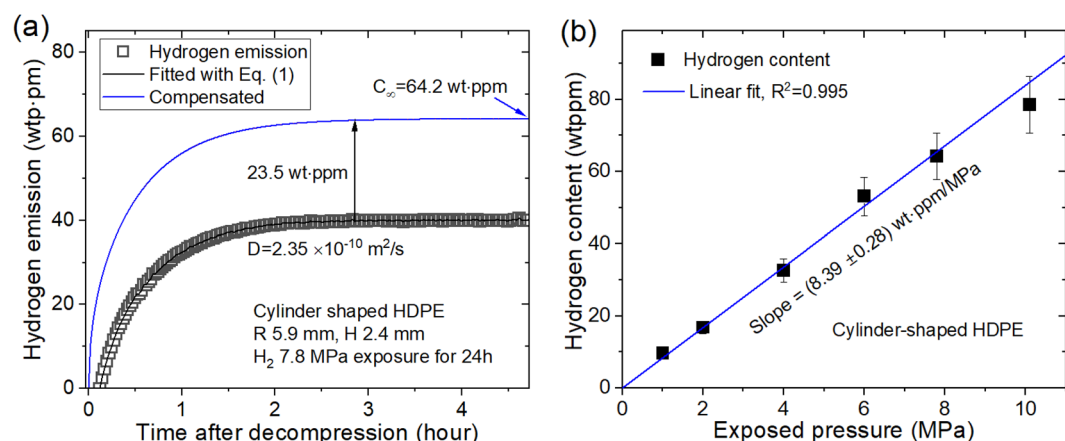 (a)
80
60
40
20
0
Hydrogen emission (wtp·pm)
Hydrogen emission
Fitted with Eq. (1)
Compensated
C∞=64.2 wt·ppm
23.5 wt·ppm
D=2.35 ×10⁻¹⁰ m²/s
Cylinder shaped HDPE
R 5.9 mm, H 2.4 mm
H₂ 7.8 MPa exposure for 24h
0 1 2 3 4
Time after decompression (hour)
(b)
80
60
40
20
0
Hydrogen content (wtppm)
Hydrogen content
Linear fit, R²=0.995
Slope = (8.39 ±0.28) wt·ppm/MPa
Cylinder-shaped HDPE
0 2 4 6 8 10
Exposed pressure (MPa)